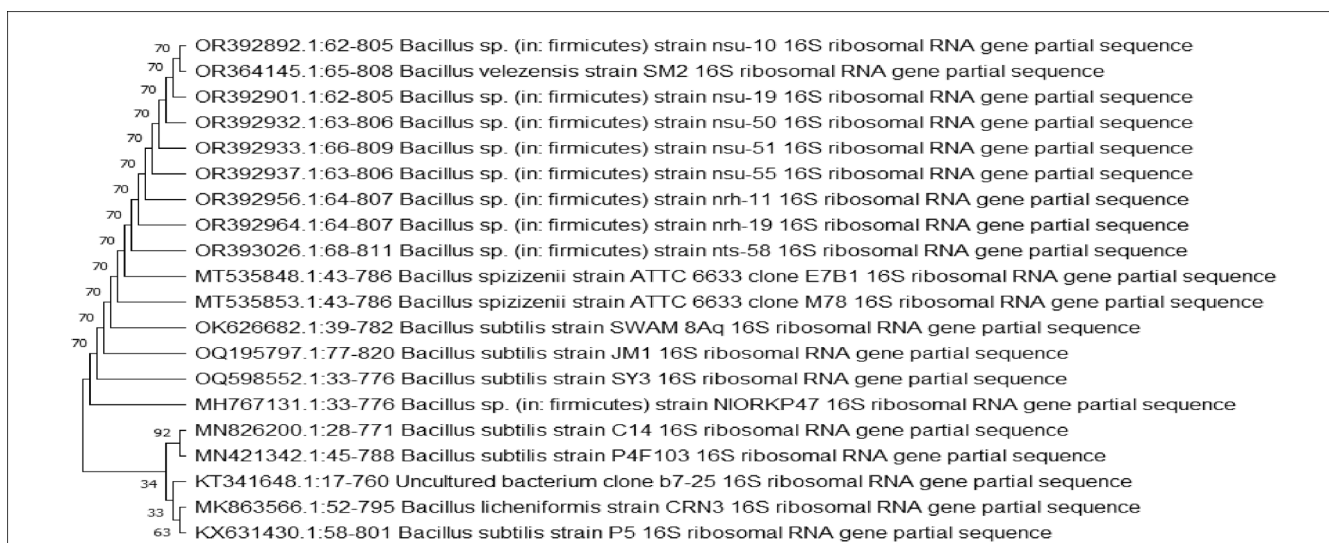 70 OR392892.1:62-805 Bacillus sp. (in: firmicutes) strain nsu-10 16S ribosomal RNA gene partial sequence
70 OR364145.1:65-808 Bacillus velezensis strain SM2 16S ribosomal RNA gene partial sequence
70 OR392901.1:62-805 Bacillus sp. (in: firmicutes) strain nsu-19 16S ribosomal RNA gene partial sequence
70 OR392932.1:63-806 Bacillus sp. (in: firmicutes) strain nsu-50 16S ribosomal RNA gene partial sequence
70 OR392933.1:66-809 Bacillus sp. (in: firmicutes) strain nsu-51 16S ribosomal RNA gene partial sequence
70 OR392937.1:63-806 Bacillus sp. (in: firmicutes) strain nsu-55 16S ribosomal RNA gene partial sequence
70 OR392956.1:64-807 Bacillus sp. (in: firmicutes) strain nrh-11 16S ribosomal RNA gene partial sequence
70 OR392964.1:64-807 Bacillus sp. (in: firmicutes) strain nrh-19 16S ribosomal RNA gene partial sequence
70 OR393026.1:68-811 Bacillus sp. (in: firmicutes) strain nts-58 16S ribosomal RNA gene partial sequence
70 MT535848.1:43-786 Bacillus spizizenii strain ATTC 6633 clone E7B1 16S ribosomal RNA gene partial sequence
70 MT535853.1:43-786 Bacillus spizizenii strain ATTC 6633 clone M78 16S ribosomal RNA gene partial sequence
70 OK626682.1:39-782 Bacillus subtilis strain SWAM 8Aq 16S ribosomal RNA gene partial sequence
70 OQ195797.1:77-820 Bacillus subtilis strain JM1 16S ribosomal RNA gene partial sequence
OQ598552.1:33-776 Bacillus subtilis strain SY3 16S ribosomal RNA gene partial sequence
MH767131.1:33-776 Bacillus sp. (in: firmicutes) strain NIORKP47 16S ribosomal RNA gene partial sequence
92 MN826200.1:28-771 Bacillus subtilis strain C14 16S ribosomal RNA gene partial sequence
MN421342.1:45-788 Bacillus subtilis strain P4F103 16S ribosomal RNA gene partial sequence
34 KT341648.1:17-760 Uncultured bacterium clone b7-25 16S ribosomal RNA gene partial sequence
33 MK863566.1:52-795 Bacillus licheniformis strain CRN3 16S ribosomal RNA gene partial sequence
63 KX631430.1:58-801 Bacillus subtilis strain P5 16S ribosomal RNA gene partial sequence